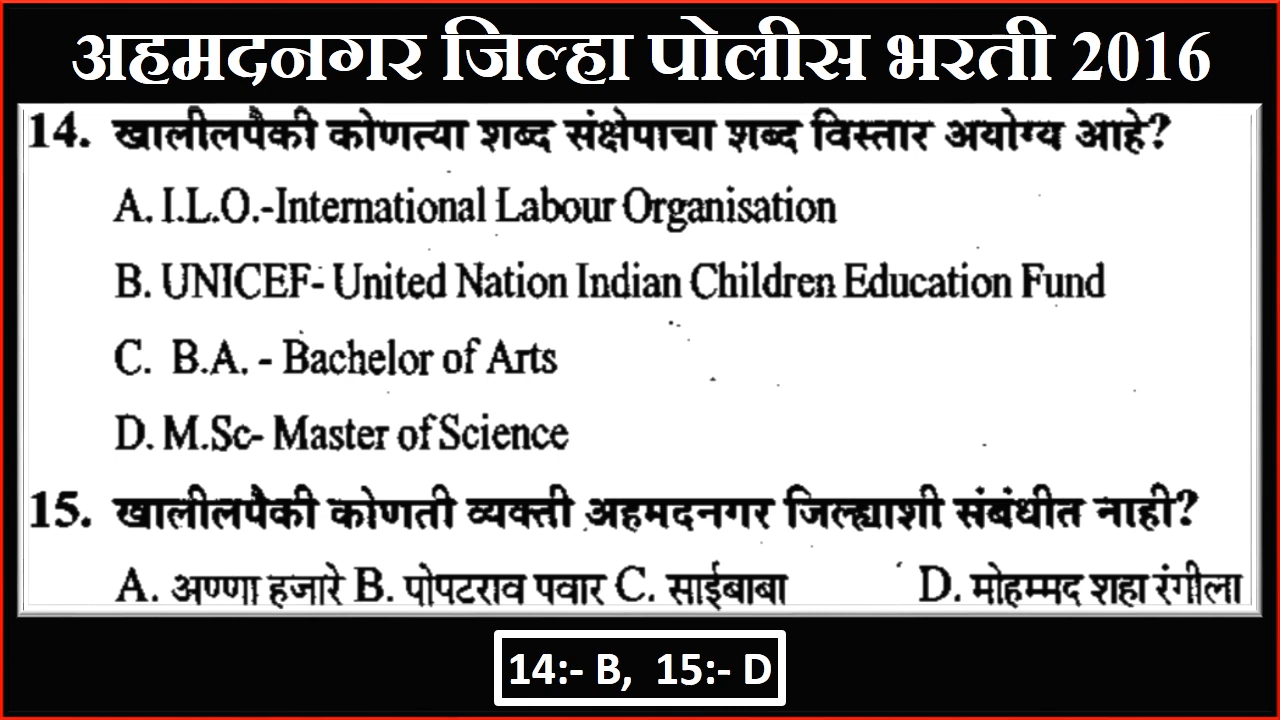 अहमदनगर जिल्हा पोलीस भरती 2016
14. खालीलपैकी कोणत्या शब्द संक्षेपाचा शब्द विस्तार अयोग्य आहे?
A. I.L.O.-International Labour Organisation
B. UNICEF- United Nation Indian Children Education Fund
C. B.A. - Bachelor of Arts
D. M.Sc- Master of Science
15. खालीलपैकी कोणती व्यक्ती अहमदनगर जिल्ह्याशी संबंधीत नाही?
A. अण्णा हजारे B. पोपटराव पवार C. साईबाबा D. मोहम्मद शहा रंगीला
14:- B, 15:- D